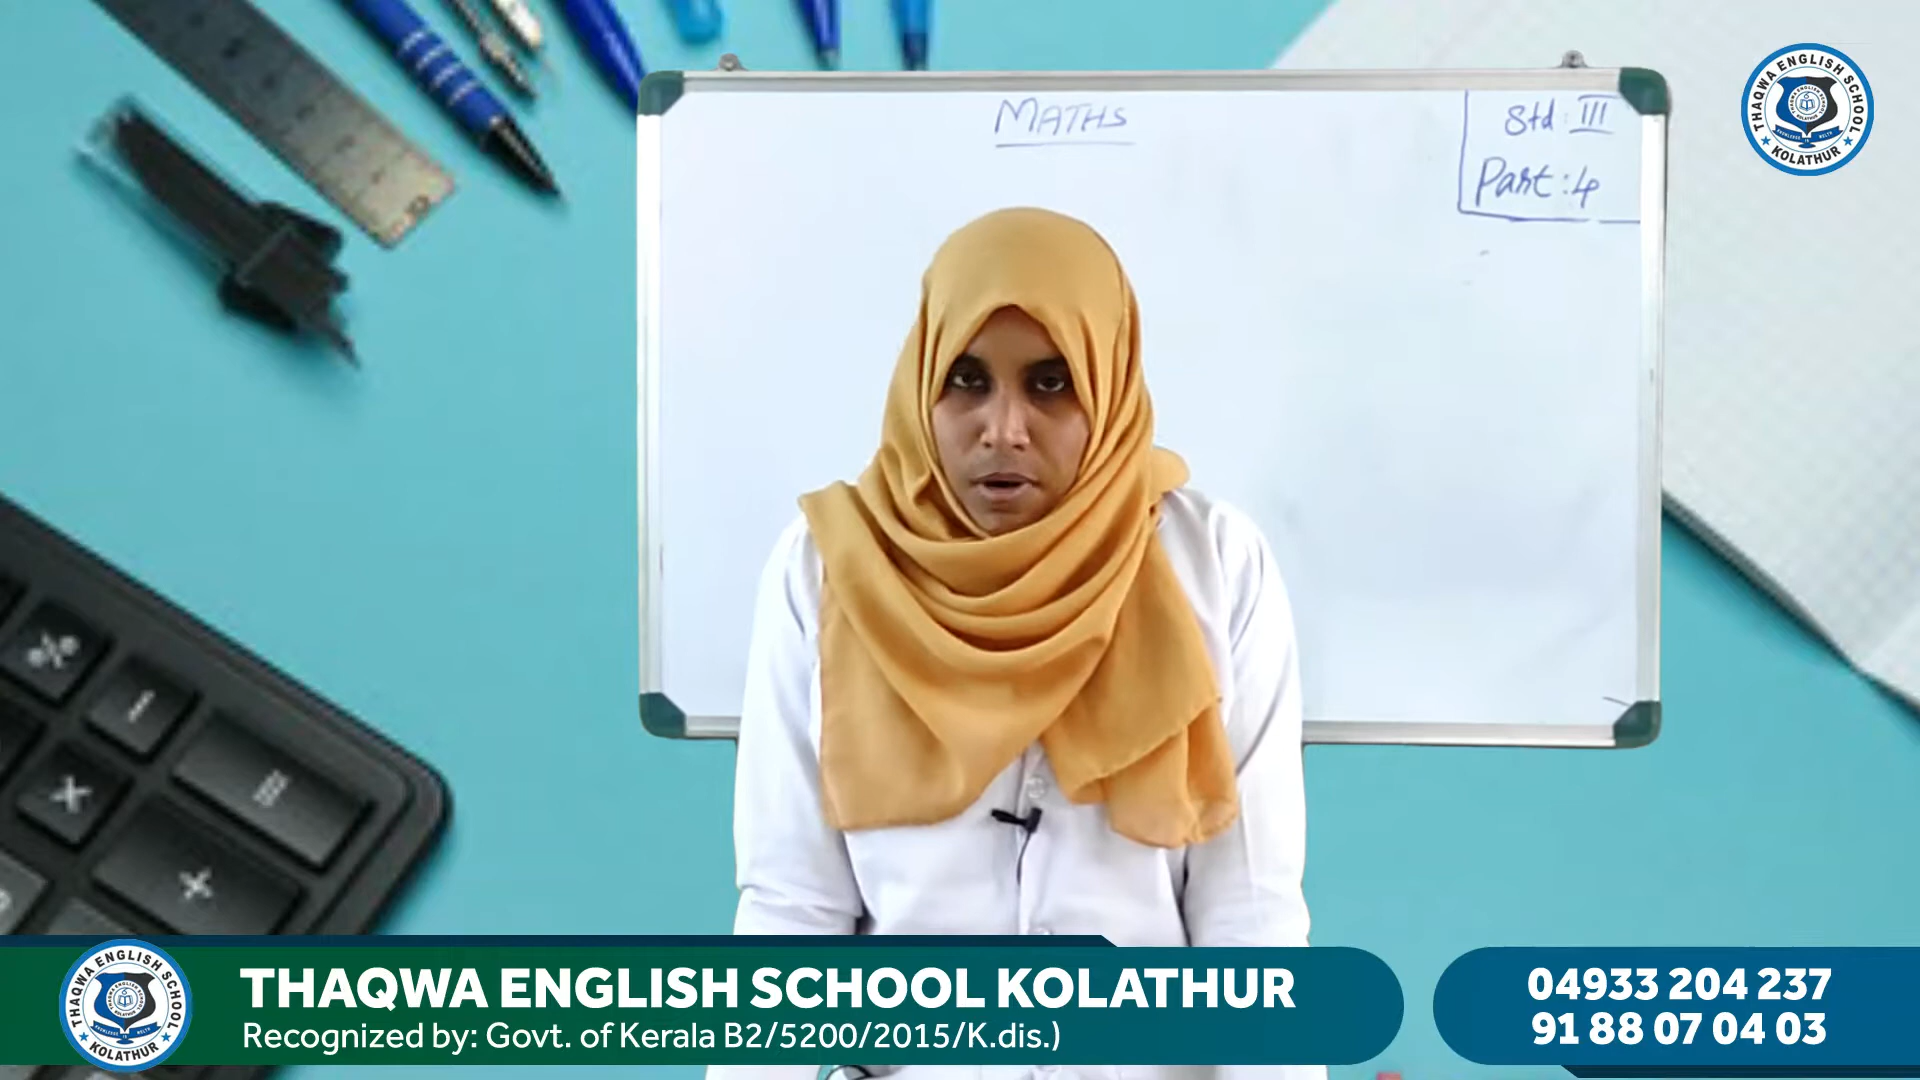 MATHS
Std : III
Part : 4
THAQWA ENGLISH SCHOOL
KOLATHUR
THAQWA ENGLISH SCHOOL
KOLATHUR
THAQWA ENGLISH SCHOOL KOLATHUR
Recognized by: Govt. of Kerala B2/5200/2015/K.dis.)
04933 204 237
91 88 07 04 03